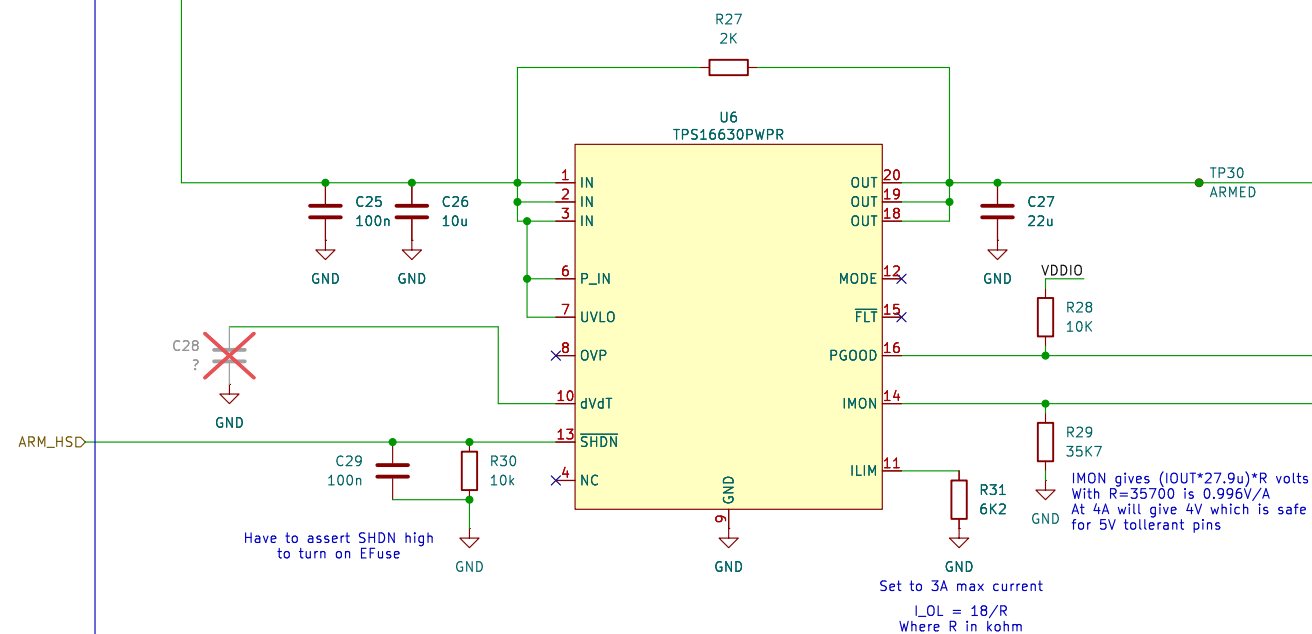 R27
2K
U6
TPS16630PWPR
1 IN
2 IN
3 IN
6 P_IN
7 UVLO
8 OVP
10 dVdT
13 SHDN
4 NC
OUT 20
OUT 19
OUT 18
MODE 12
FLT 15
PGOOD 16
IMON 14
ILIM 11
GND
9
GND
C25
100n
GND
C26
10u
GND
C28
?
GND
ARM_HS
C29
100n
R30
10k
GND
Have to assert SHDN high
to turn on EFuse
C27
22u
GND
TP30
ARMED
VDDIO
R28
10K
R29
35K7
GND
IMON gives (IOUT*27.9u)*R volts
With R=35700 is 0.996V/A
At 4A will give 4V which is safe
for 5V tollerant pins
R31
6K2
GND
Set to 3A max current
I_OL = 18/R
Where R in kohm